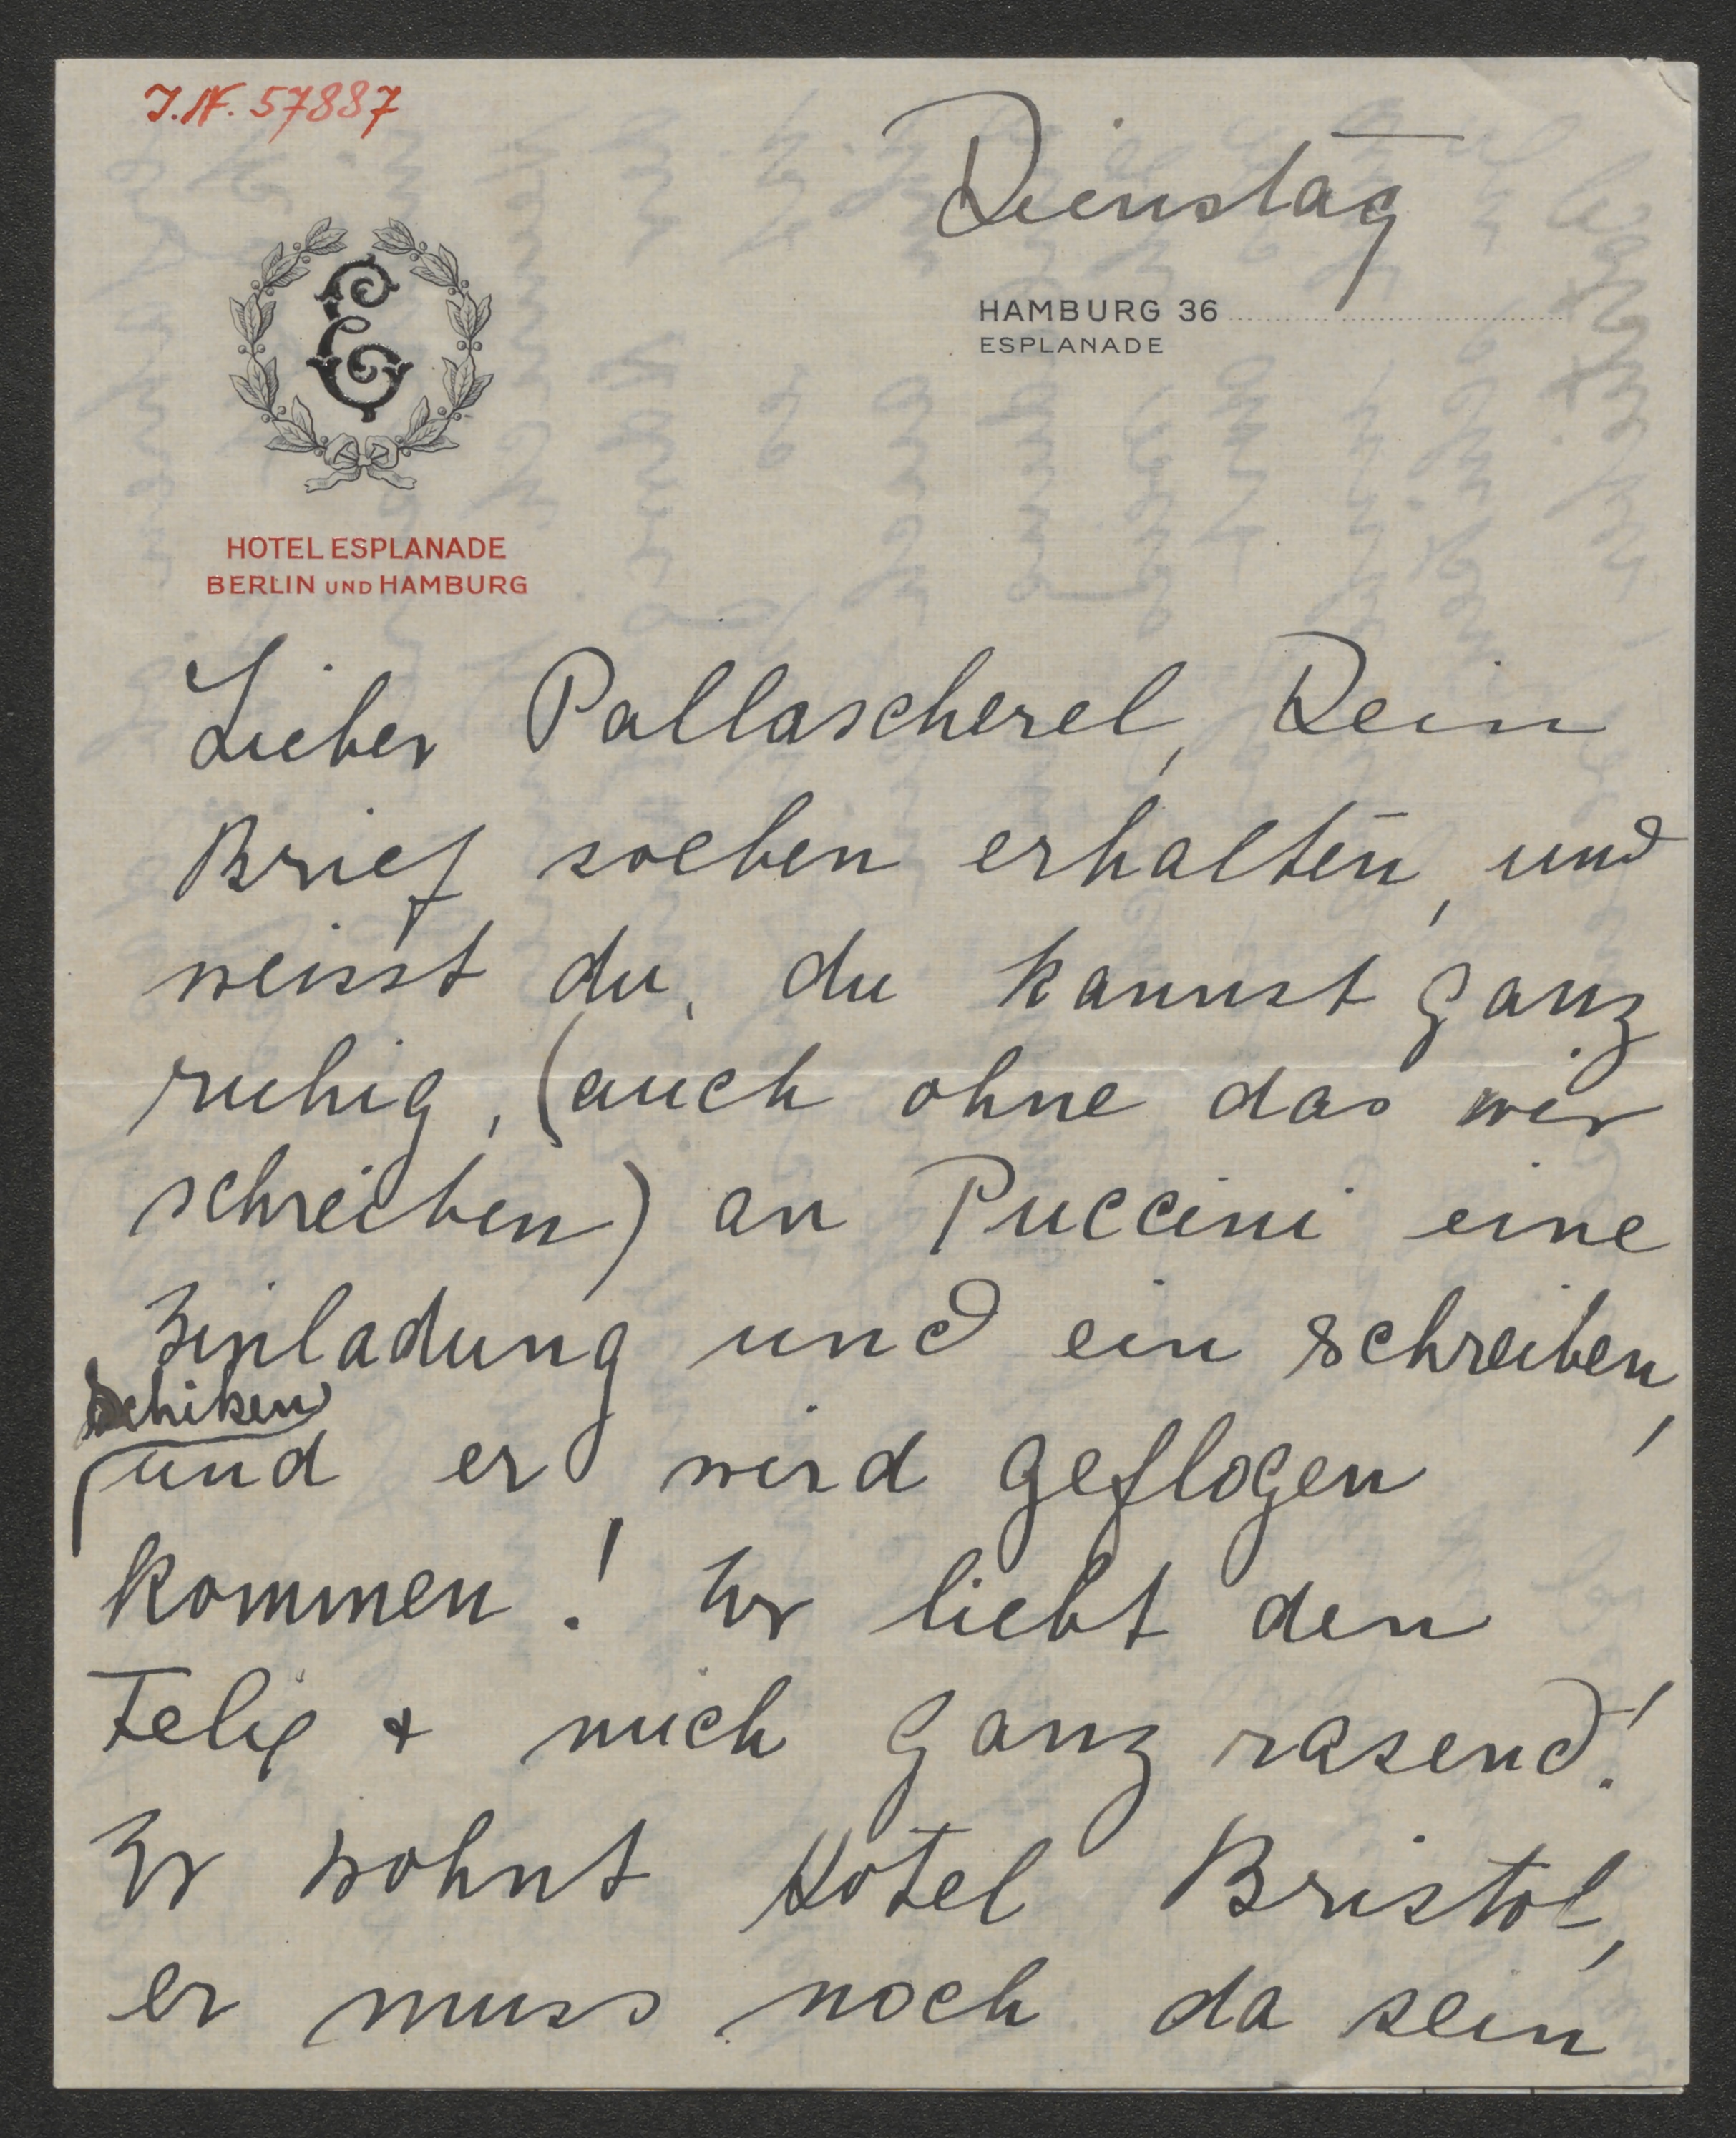 J.N. 57887
Dienstag
HAMBURG 36
ESPLANADE
E
HOTEL ESPLANADE
BERLIN UND HAMBURG
Lieber Pallascherel, Dein
Brief soeben erhalten, und
weisst du, du kannst ganz
ruhig, (auch ohne das wir
schreiben) an Puccini eine
Einladung und ein schreiben,
schiken
und er wird geflogen
kommen! Er liebt den
Felix + mich ganz rasend!
Er wohnt Hotel Bristol,
er muss noch da sein